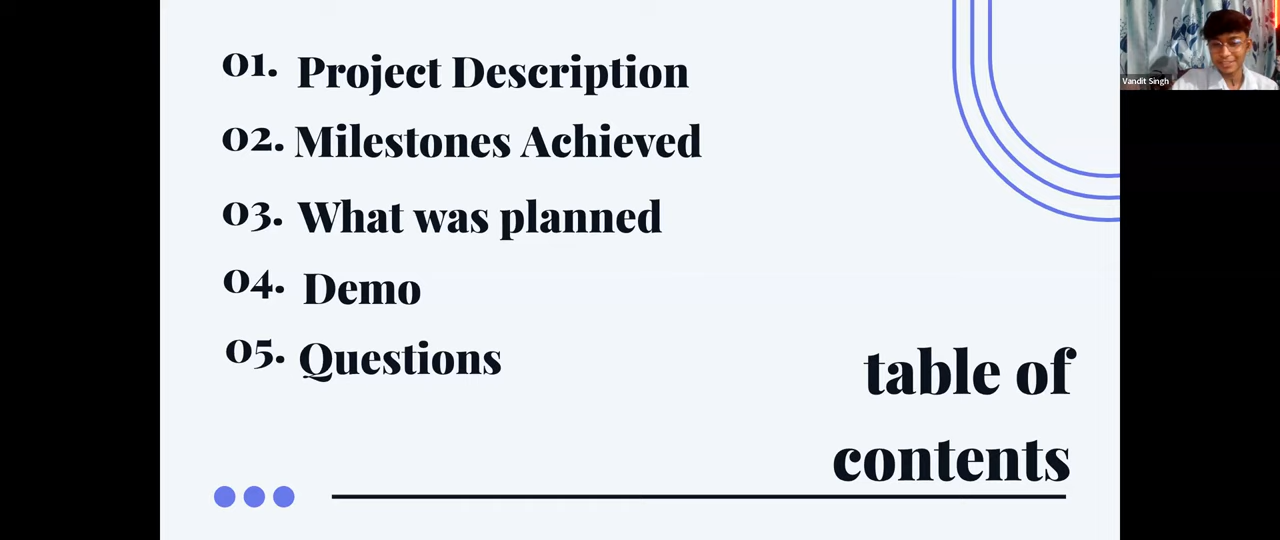 01. Project Description
02. Milestones Achieved
03. What was planned
04. Demo
05. Questions
table of
contents
Vandit Singh